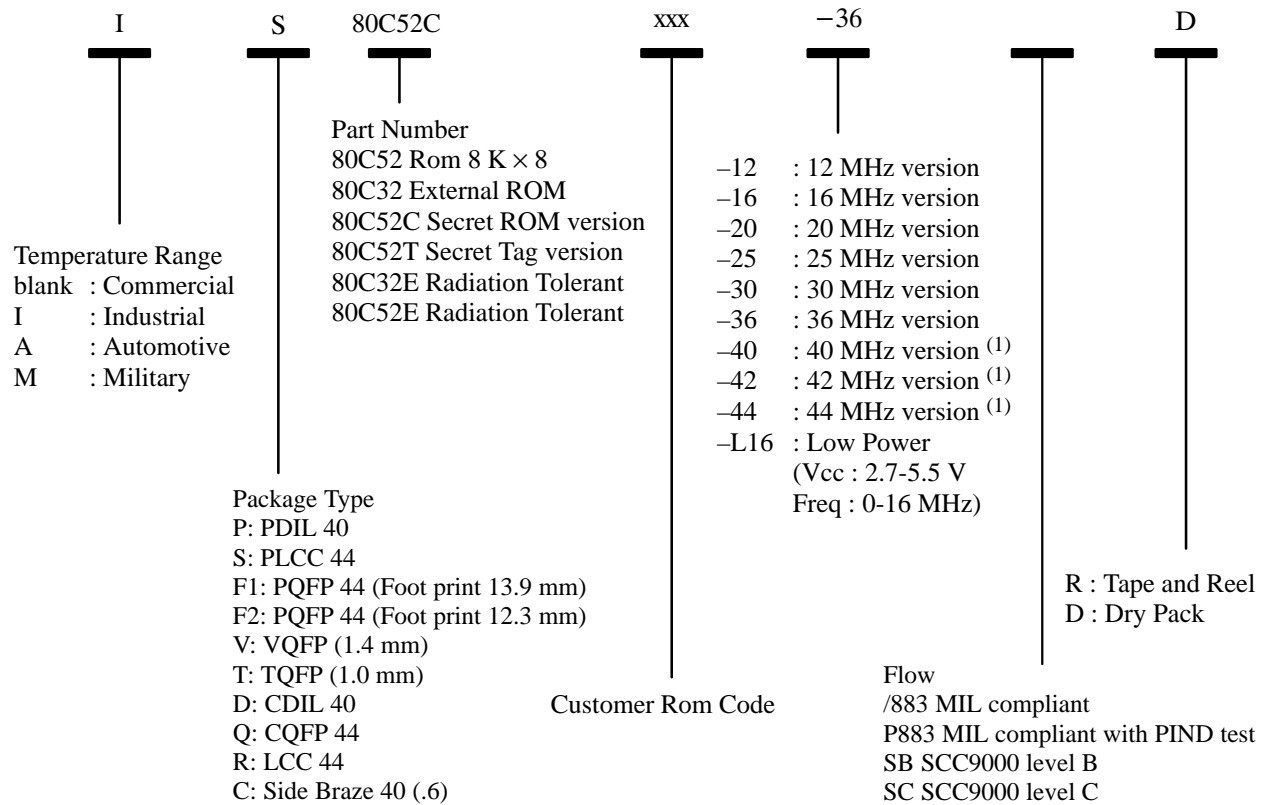 I S 80C52C xxx −36 D
Part Number
80C52 Rom 8 K × 8
80C32 External ROM
80C52C Secret ROM version
80C52T Secret Tag version
80C32E Radiation Tolerant
80C52E Radiation Tolerant
–12 : 12 MHz version
–16 : 16 MHz version
–20 : 20 MHz version
–25 : 25 MHz version
–30 : 30 MHz version
–36 : 36 MHz version
–40 : 40 MHz version (1)
–42 : 42 MHz version (1)
–44 : 44 MHz version (1)
–L16 : Low Power
(Vcc : 2.7-5.5 V
Freq : 0-16 MHz)
Temperature Range
blank : Commercial
I : Industrial
A : Automotive
M : Military
Package Type
P: PDIL 40
S: PLCC 44
F1: PQFP 44 (Foot print 13.9 mm)
F2: PQFP 44 (Foot print 12.3 mm)
V: VQFP (1.4 mm)
T: TQFP (1.0 mm)
D: CDIL 40
Q: CQFP 44
R: LCC 44
C: Side Braze 40 (.6)
Customer Rom Code
R : Tape and Reel
D : Dry Pack
Flow
/883 MIL compliant
P883 MIL compliant with PIND test
SB SCC9000 level B
SC SCC9000 level C